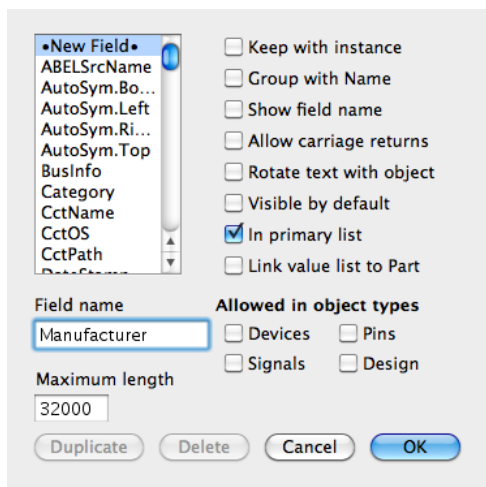 •New Field•
ABELSrcName
AutoSym.Bo...
AutoSym.Left
AutoSym.Ri...
AutoSym.Top
BusInfo
Category
CctName
CctOS
CctPath
DateStamp
Keep with instance
Group with Name
Show field name
Allow carriage returns
Rotate text with object
Visible by default
In primary list
Link value list to Part
Field name
Manufacturer
Maximum length
32000
Allowed in object types
Devices Pins
Signals Design
Duplicate Delete Cancel OK